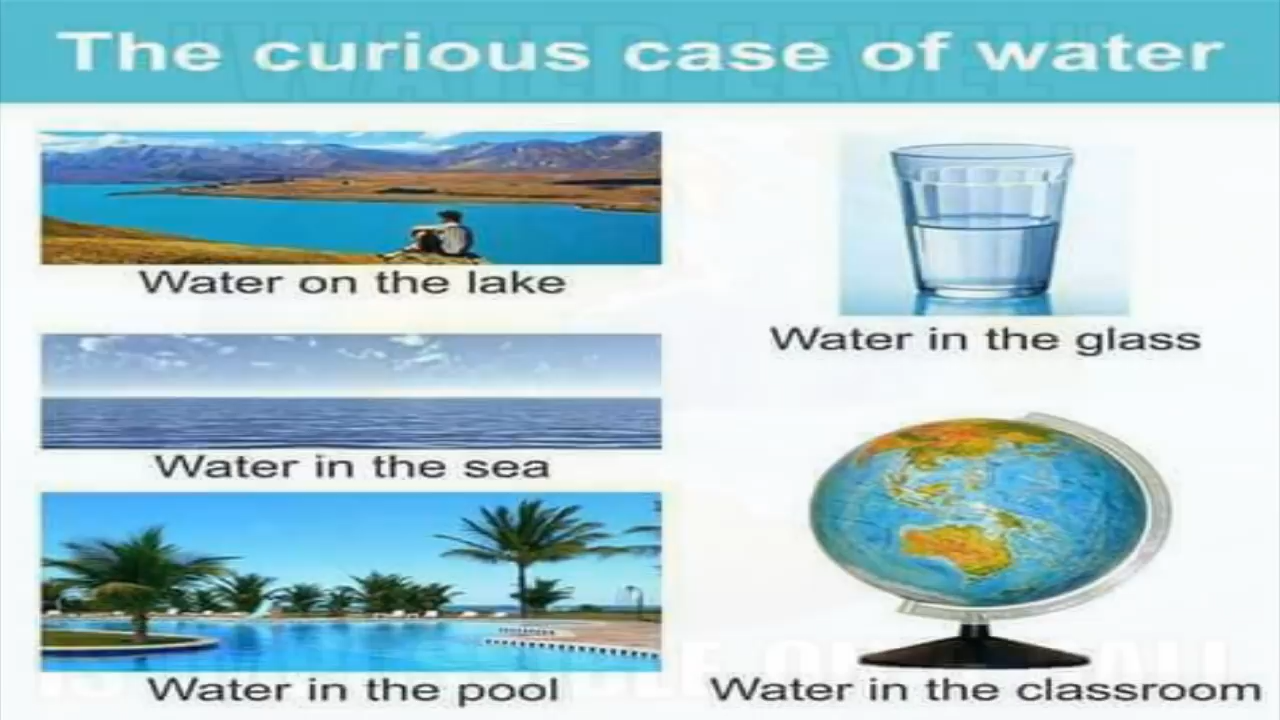 The curious case of water
Water on the lake
Water in the glass
Water in the sea
Water in the pool
Water in the classroom